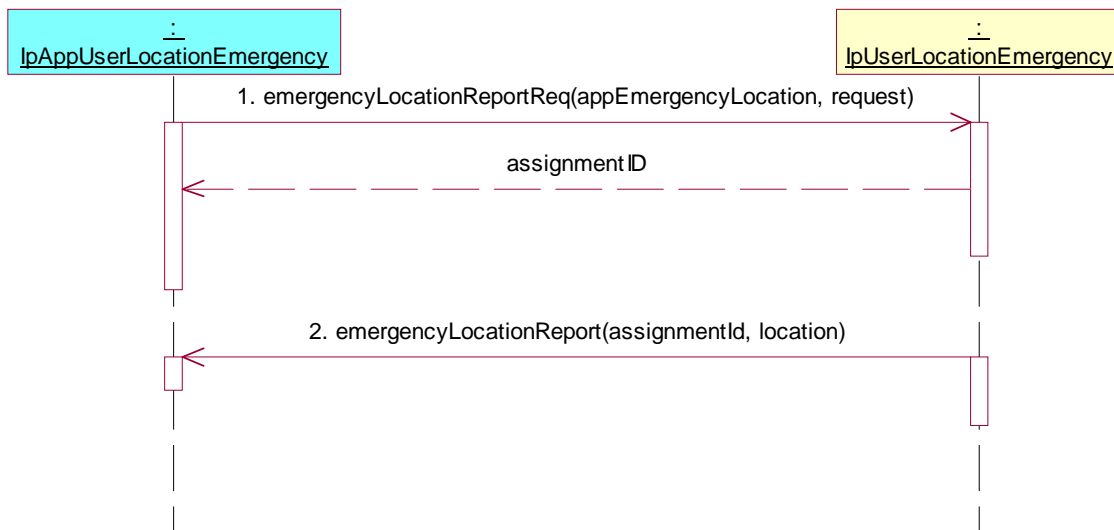 :
IpAppUserLocationEmergency
:
IpUserLocationEmergency
1. emergencyLocationReportReq(appEmergencyLocation, request)
assignmentID
2. emergencyLocationReport(assignmentId, location)